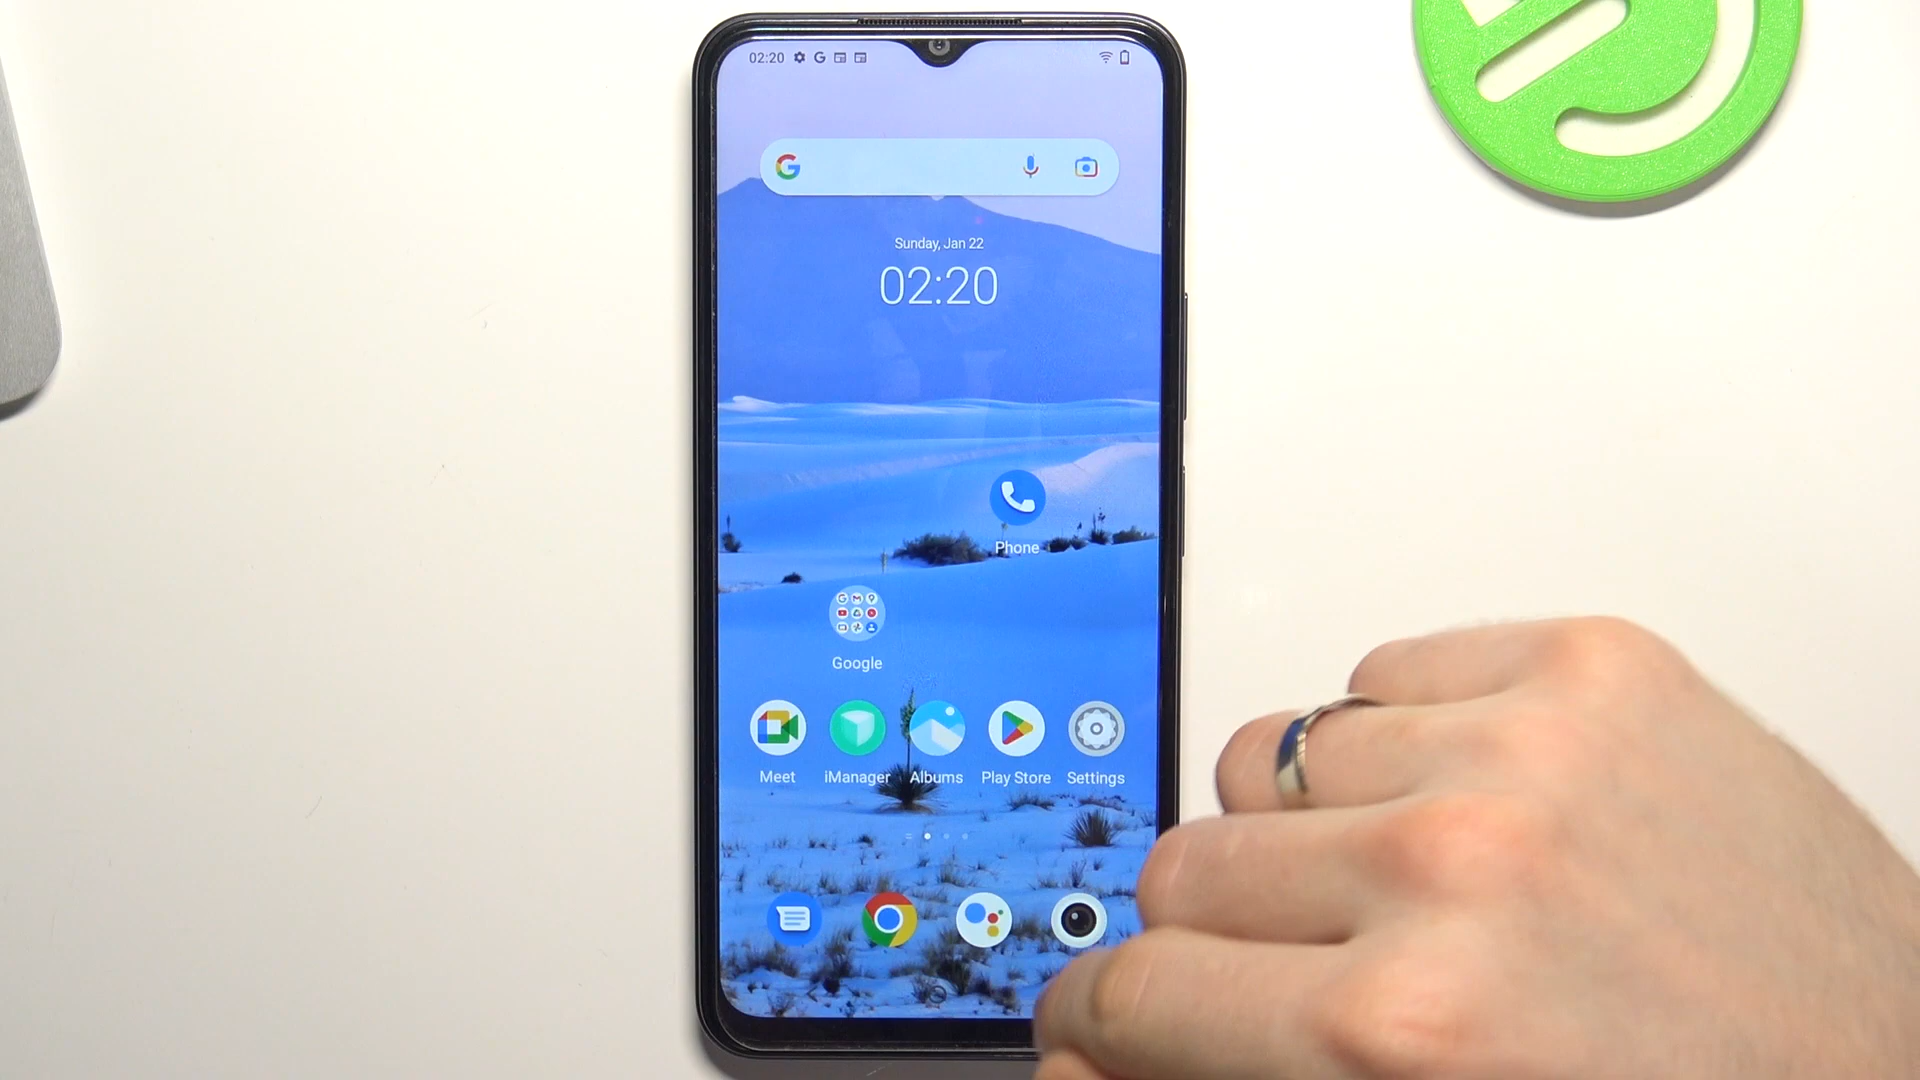 02:20
Sunday, Jan 22
02:20
Phone
Google
Meet iManager Albums Play Store Settings